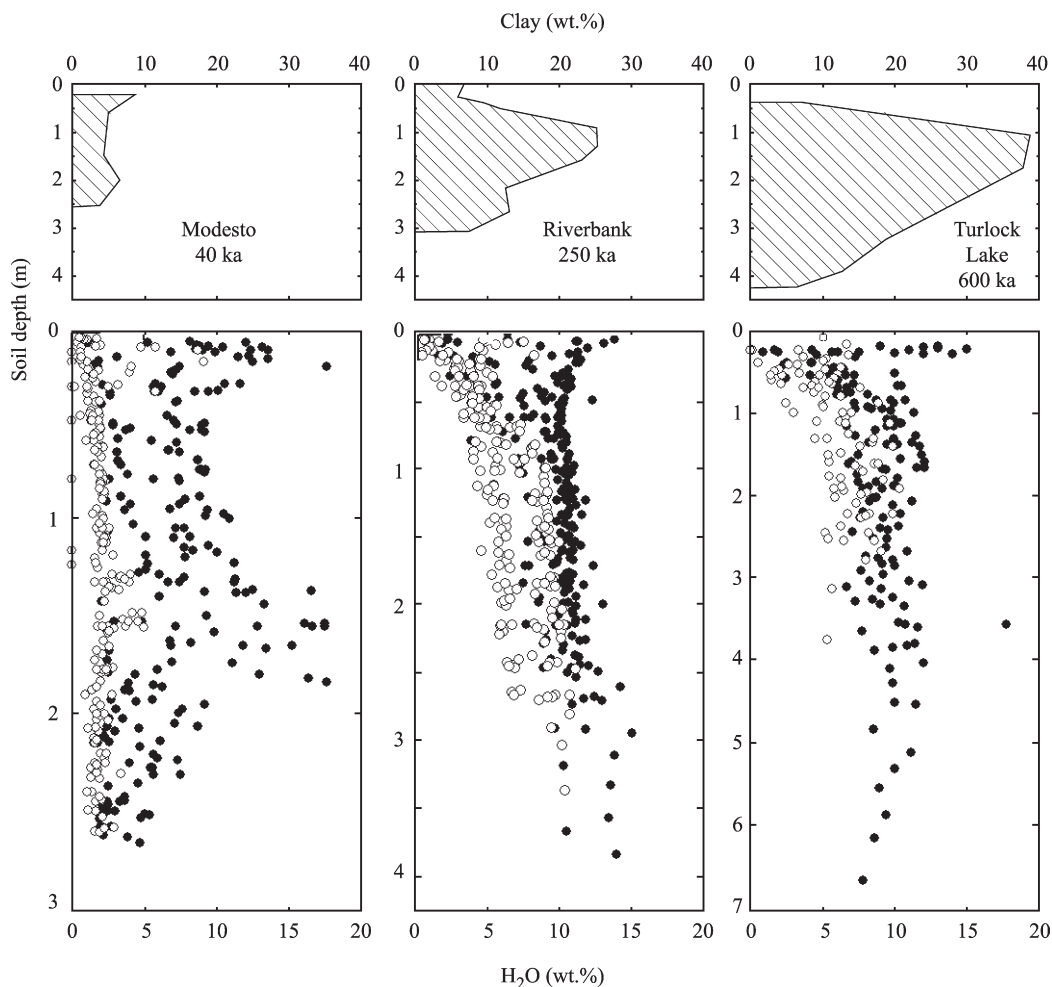 Clay (wt.%)
0 10 20 30 40 0 10 20 30 40 0 10 20 30 40
0 0 0
1 1 1
2 2 2
3 3 3
4 4 4
Modesto
40 ka
Riverbank
250 ka
Turlock
Lake
600 ka
Soil depth (m)
0 0 0
1 1 1
2 2 2
3 3 3
4 4
5
6
7
0 5 10 15 20 0 5 10 15 20 0 5 10 15 20
H₂O (wt.%)